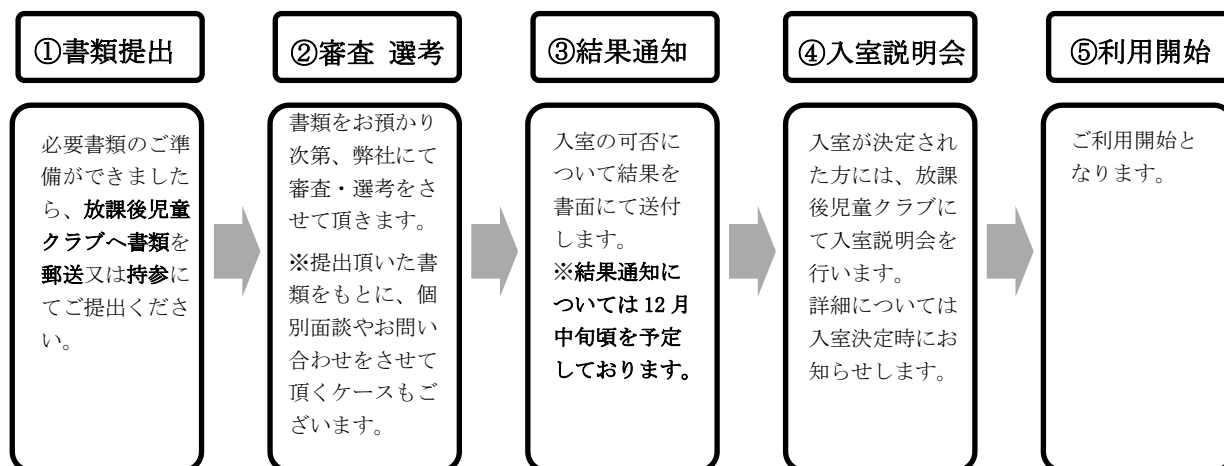 ①書類提出
必要書類のご準
備ができました
ら、放課後児童
クラブへ書類を
郵送又は持参に
てご提出くださ
い。
②審査 選考
書類をお預かり
次第、弊社にて
審査・選考をさ
せて頂きます。
※提出頂いた書
類をもとに、個
別面談やお問い
合わせをさせて
頂くケースもご
ざいます。
③結果通知
入室の可否に
ついて結果を
書面にて送付
します。
※結果通知に
ついては 12 月
中旬頃を予定
しております。
④入室説明会
入室が決定され
た方には、放課
後児童クラブに
て入室説明会を
行います。
詳細については
入室決定時にお
知らせします。
⑤利用開始
ご利用開始と
なります。